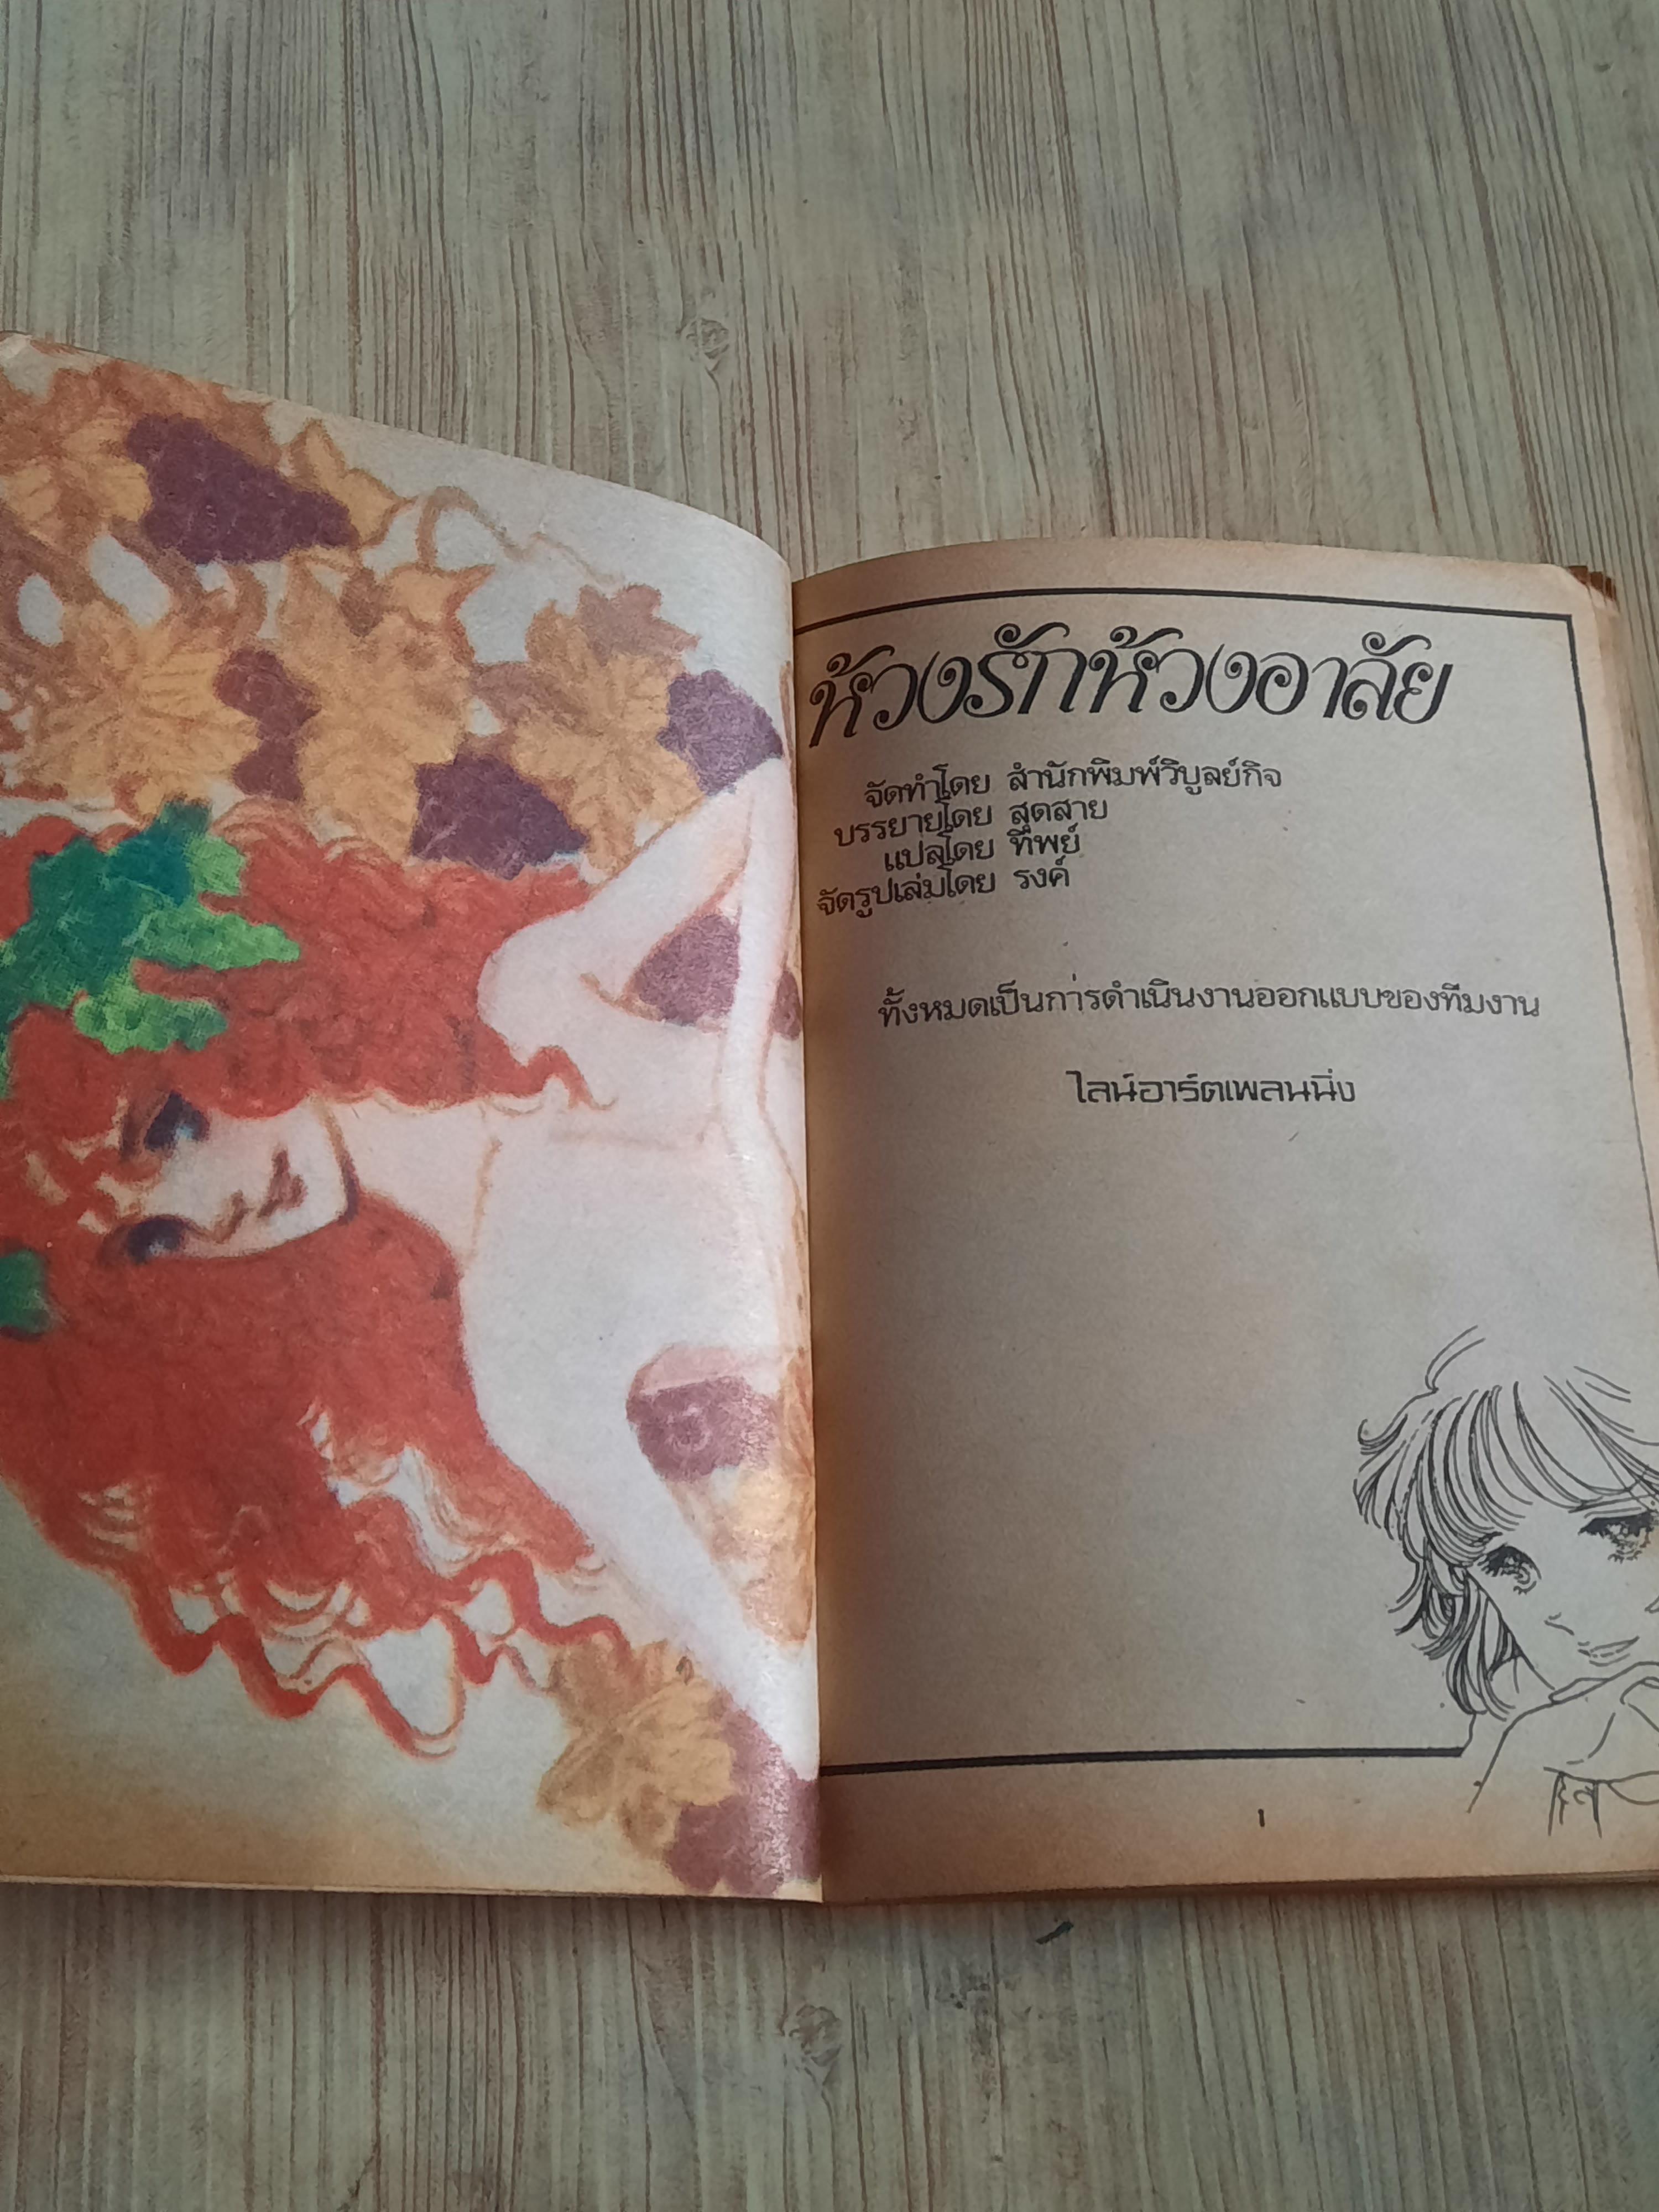 ห้วงรักห้วงอาลัย
จัดทำโดย สำนักพิมพ์วิบูลย์กิจ
บรรยายโดย สุดสาย
แปลโดย ทิพย์
จัดรูปเล่มโดย รงค์
ทั้งหมดเป็นการดำเนินงานออกแบบของทีมงาน
ไลน์อาร์ตเพลนนิ่ง
1